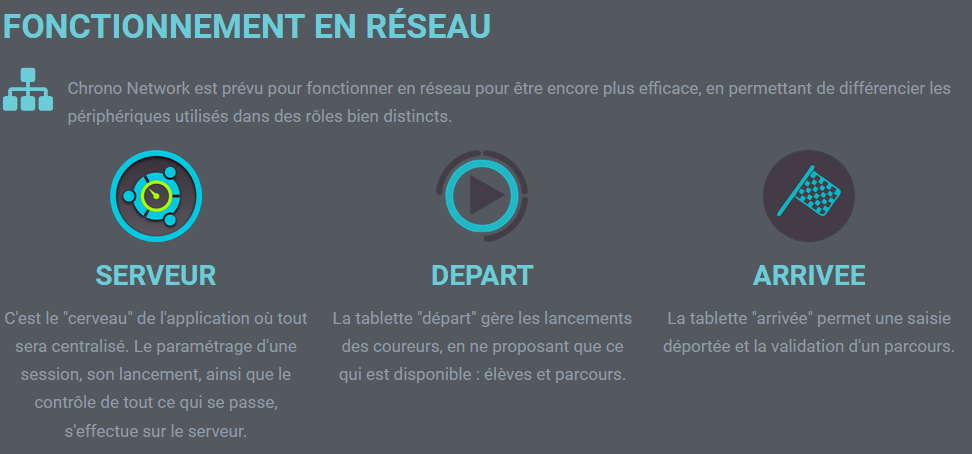 FONCTIONNEMENT EN RÉSEAU
Chrono Network est prévu pour fonctionner en réseau pour être encore plus efficace, en permettant de différencier les
périphériques utilisés dans des rôles bien distincts.
SERVEUR
C'est le "cerveau" de l'application où tout
sera centralisé. Le paramétrage d'une
session, son lancement, ainsi que le
contrôle de tout ce qui se passe,
s'effectue sur le serveur.
DEPART
La tablette "départ" gère les lancements
des coureurs, en ne proposant que ce
qui est disponible : élèves et parcours.
ARRIVEE
La tablette "arrivée" permet une saisie
déportée et la validation d'un parcours.